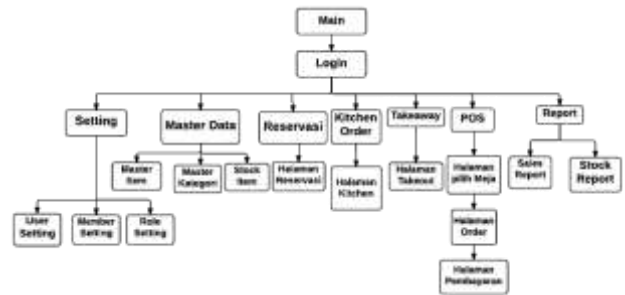 Main
Login
Setting
Master Data
Reservasi
Kitchen
Order
Takeaway
POS
Report
Master
Item
Master
Kategori
Stock
Item
Halaman
Reservasi
Halaman
Kitchen
Halaman
Takeout
Halaman
pilih Meja
Sales
Report
Stock
Report
User
Setting
Member
Setting
Role
Setting
Halaman
Order
Halaman
Pembayaran